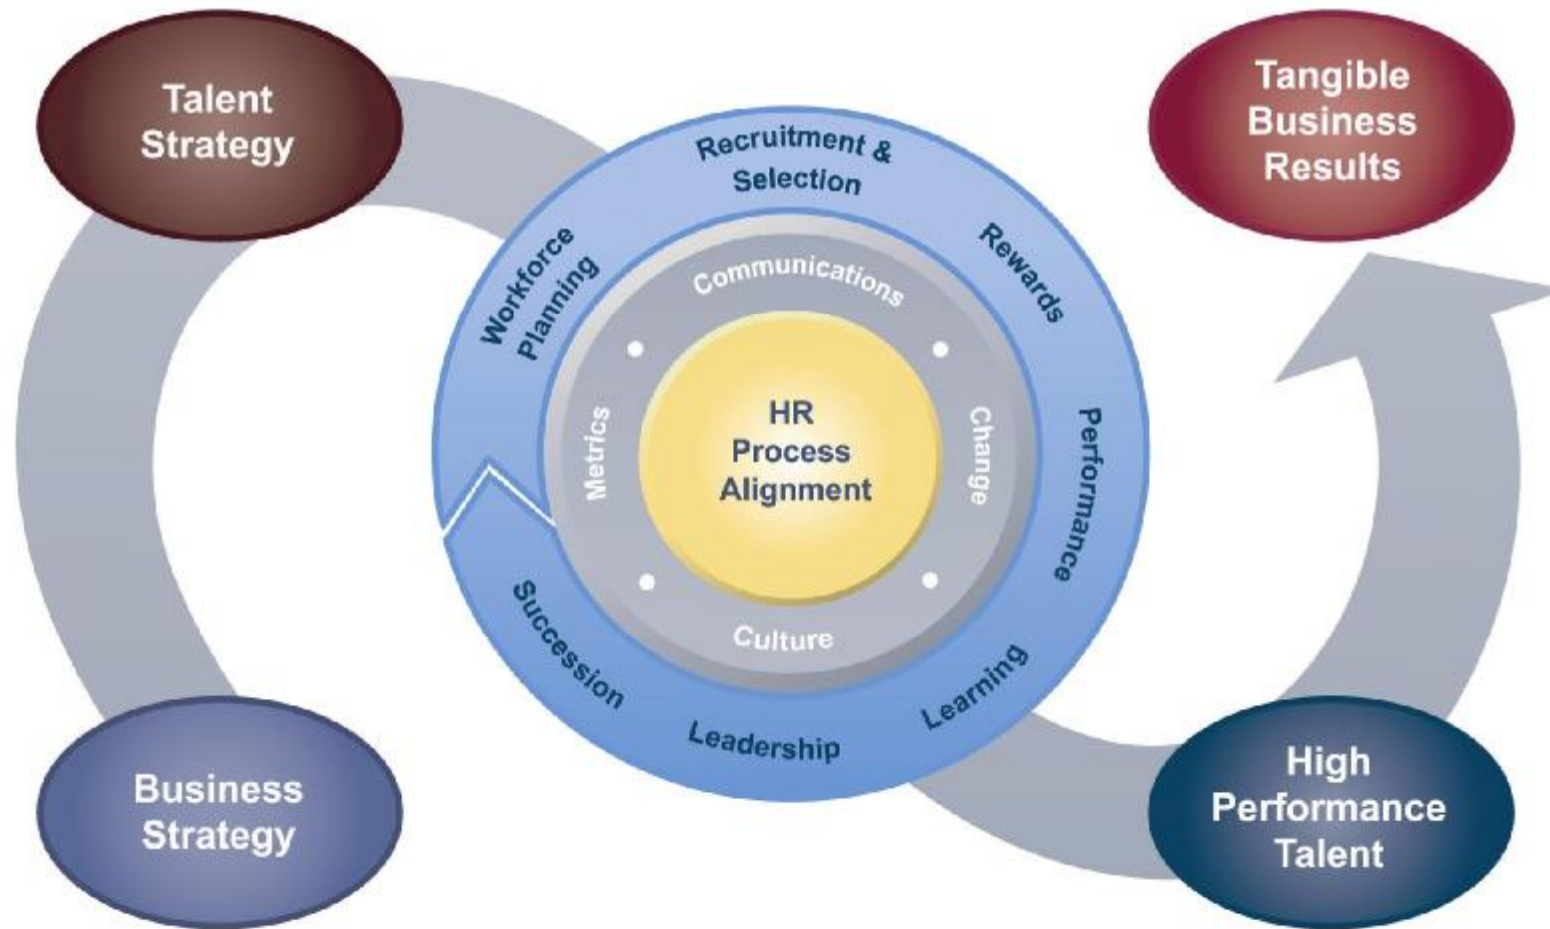 Talent
Strategy
Tangible
Business
Results
Recruitment &
Selection
Workforce
Planning
Rewards
Communications
HR
Process
Alignment
Metrics
Change
Performance
Culture
Succession
Learning
Leadership
Business
Strategy
High
Performance
Talent